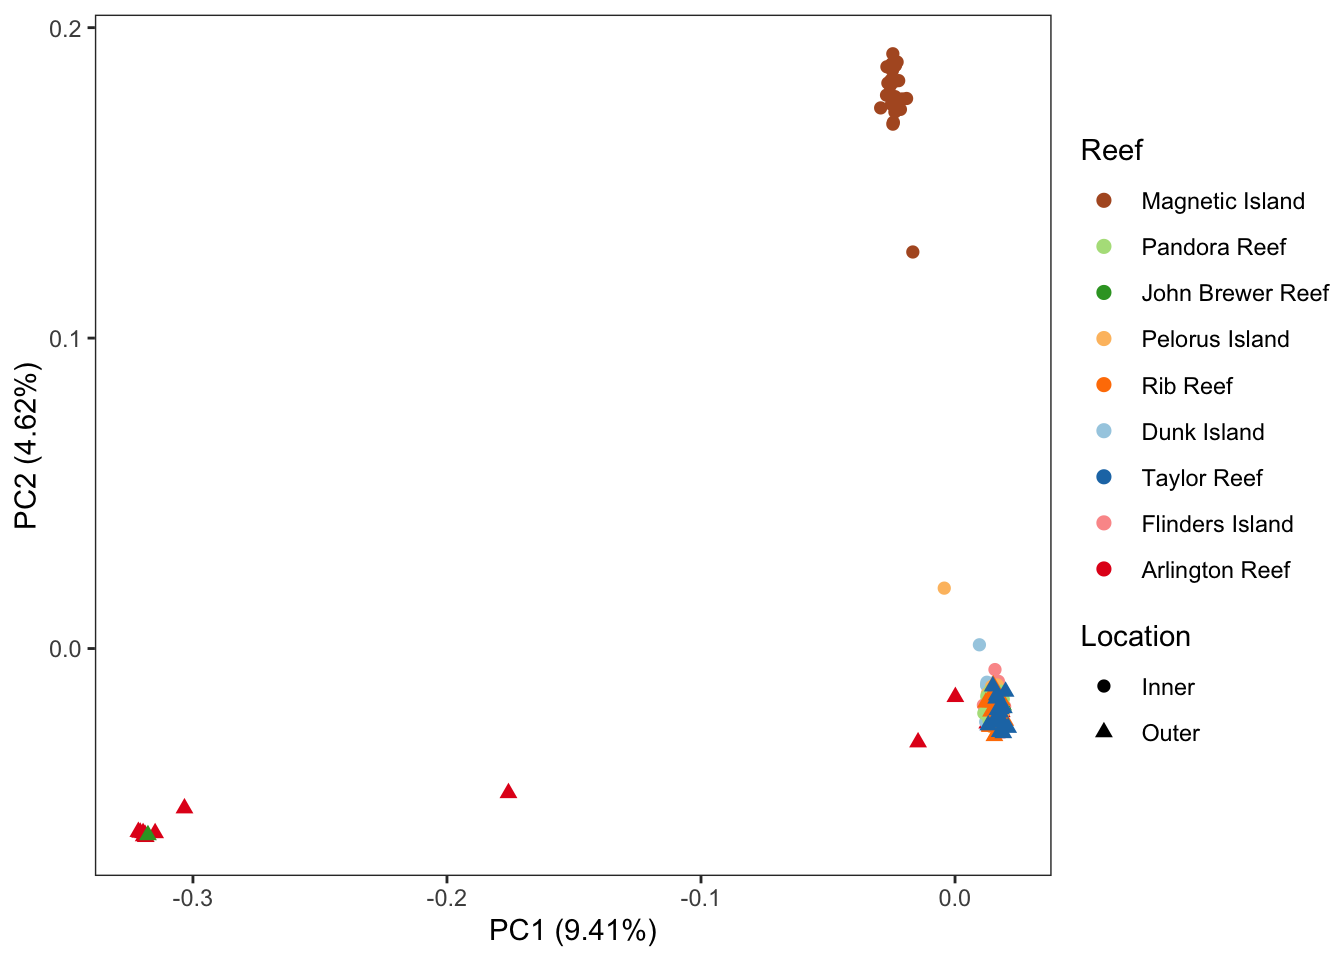 0.2
0.1
0.0
PC2 (4.62%)
-0.3
-0.2
-0.1
0.0
PC1 (9.41%)
Reef
Magnetic Island
Pandora Reef
John Brewer Reef
Pelorus Island
Rib Reef
Dunk Island
Taylor Reef
Flinders Island
Arlington Reef
Location
Inner
Outer